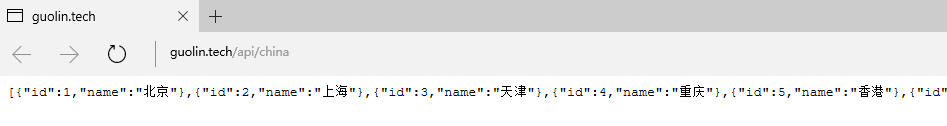 guolin.tech
guolin.tech/api/china
[{"id":1,"name":"北京"},{"id":2,"name":"上海"},{"id":3,"name":"天津"},{"id":4,"name":"重庆"},{"id":5,"name":"香港"},{"id"